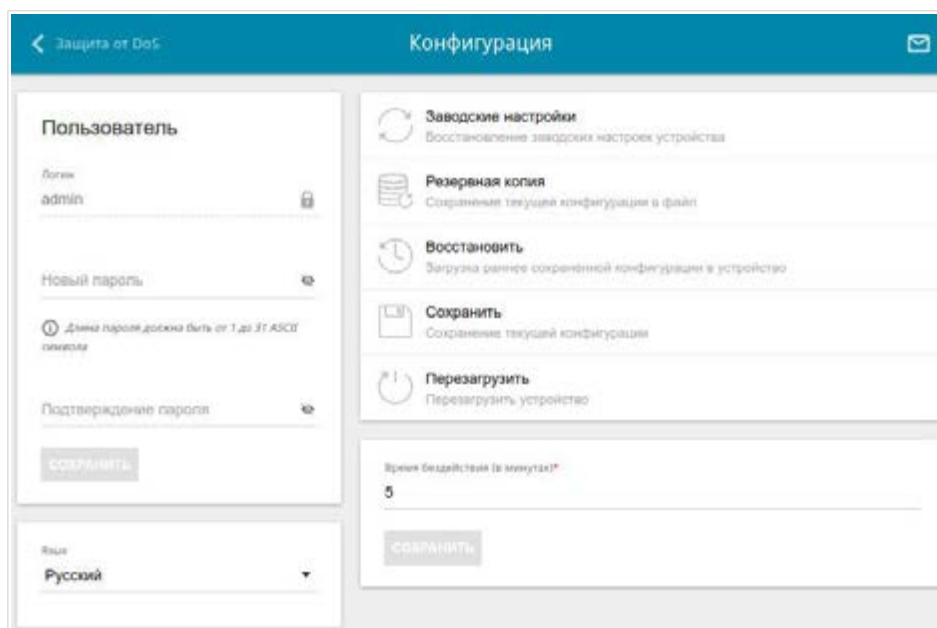 Защита от DoS
Конфигурация
Пользователь
Логин
admin
Новый пароль
Длина пароля должна быть от 1 до 31 ASCII
символа
Подтверждение пароля
СОХРАНИТЬ
Язык
Русский
Заводские настройки
Восстановление заводских настроек устройства
Резервная копия
Сохранение текущей конфигурации в файл
Восстановить
Загрузка раннее сохраненной конфигурации в устройство
Сохранить
Сохранение текущей конфигурации
Перезагрузить
Перезагрузить устройство
Время бездействия (в минутах)*
5
СОХРАНИТЬ